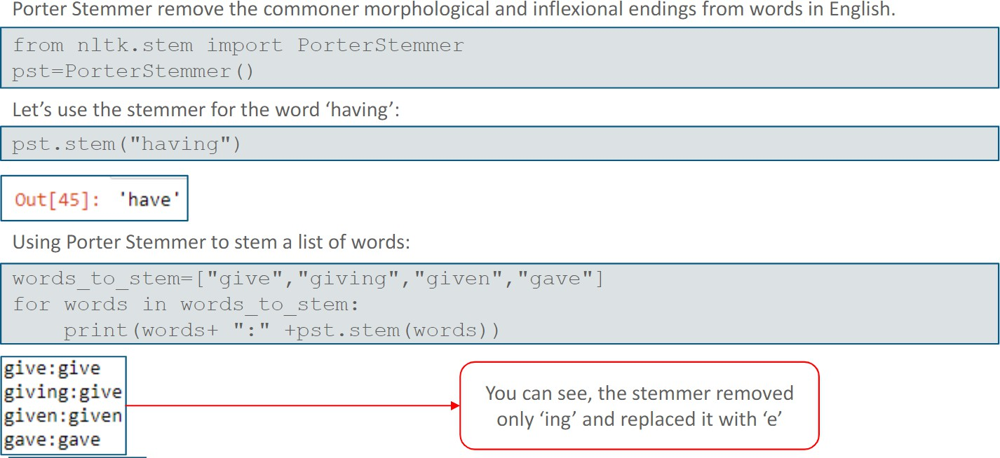 Porter Stemmer remove the commoner morphological and inflexional endings from words in English.
from nltk.stem import PorterStemmer
pst=PorterStemmer()
Let’s use the stemmer for the word ‘having’:
pst.stem("having")
Out[45]: 'have'
Using Porter Stemmer to stem a list of words:
words_to_stem=["give","giving","given","gave"]
for words in words_to_stem:
    print(words+ ":" +pst.stem(words))
give:give
giving:give
given:given
gave:gave
You can see, the stemmer removed
only ‘ing’ and replaced it with ‘e’